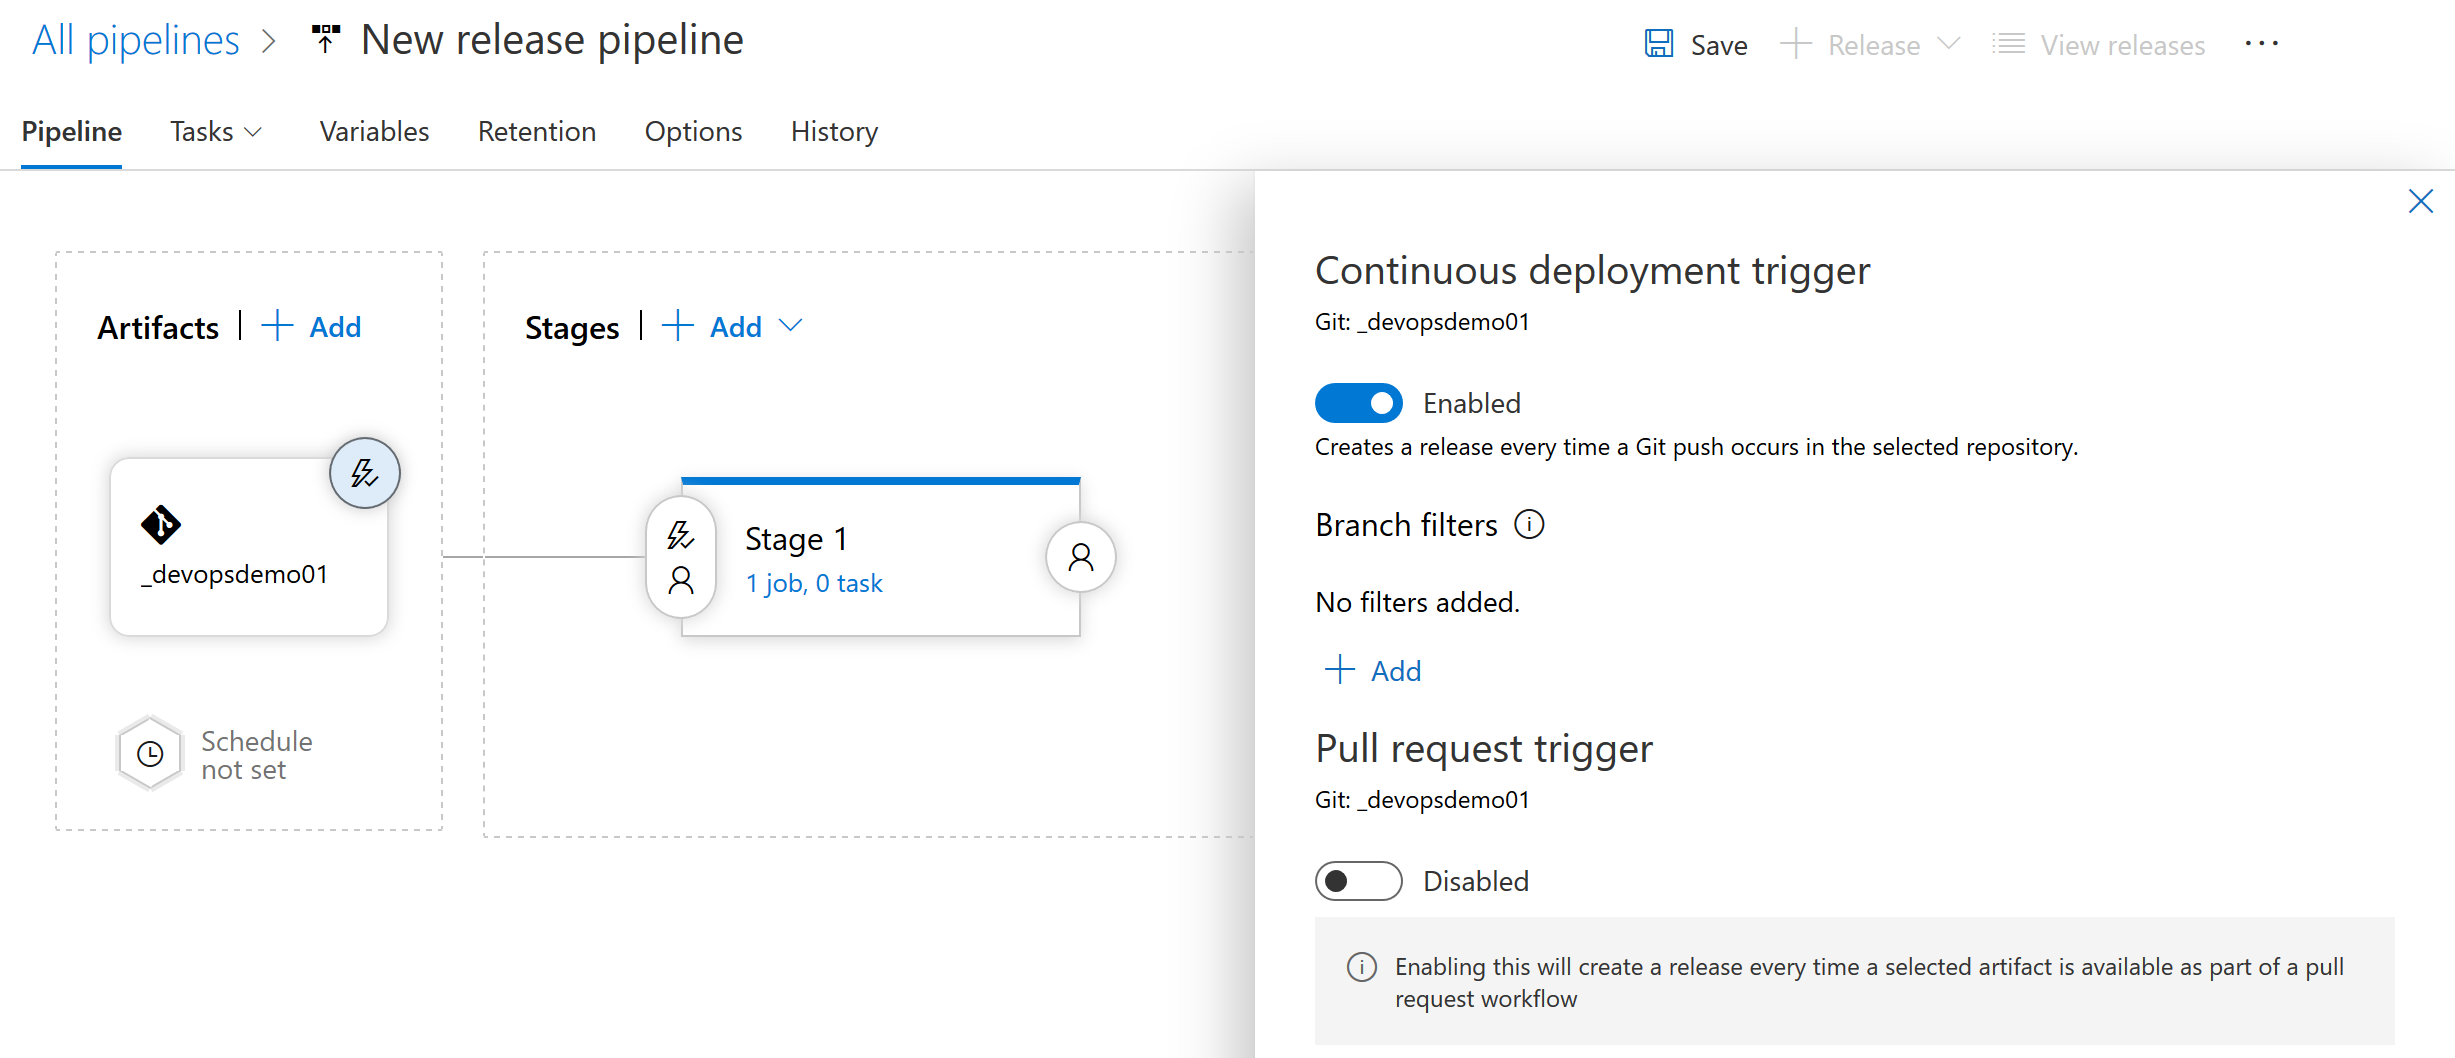 All pipelines > New release pipeline
Save Release View releases ...
Pipeline Tasks Variables Retention Options History
Artifacts | + Add
Stages | + Add
_devopsdemo01
Stage 1
1 job, 0 task
Schedule
not set
Continuous deployment trigger
Git: _devopsdemo01
Enabled
Creates a release every time a Git push occurs in the selected repository.
Branch filters
No filters added.
+ Add
Pull request trigger
Git: _devopsdemo01
Disabled
Enabling this will create a release every time a selected artifact is available as part of a pull
request workflow